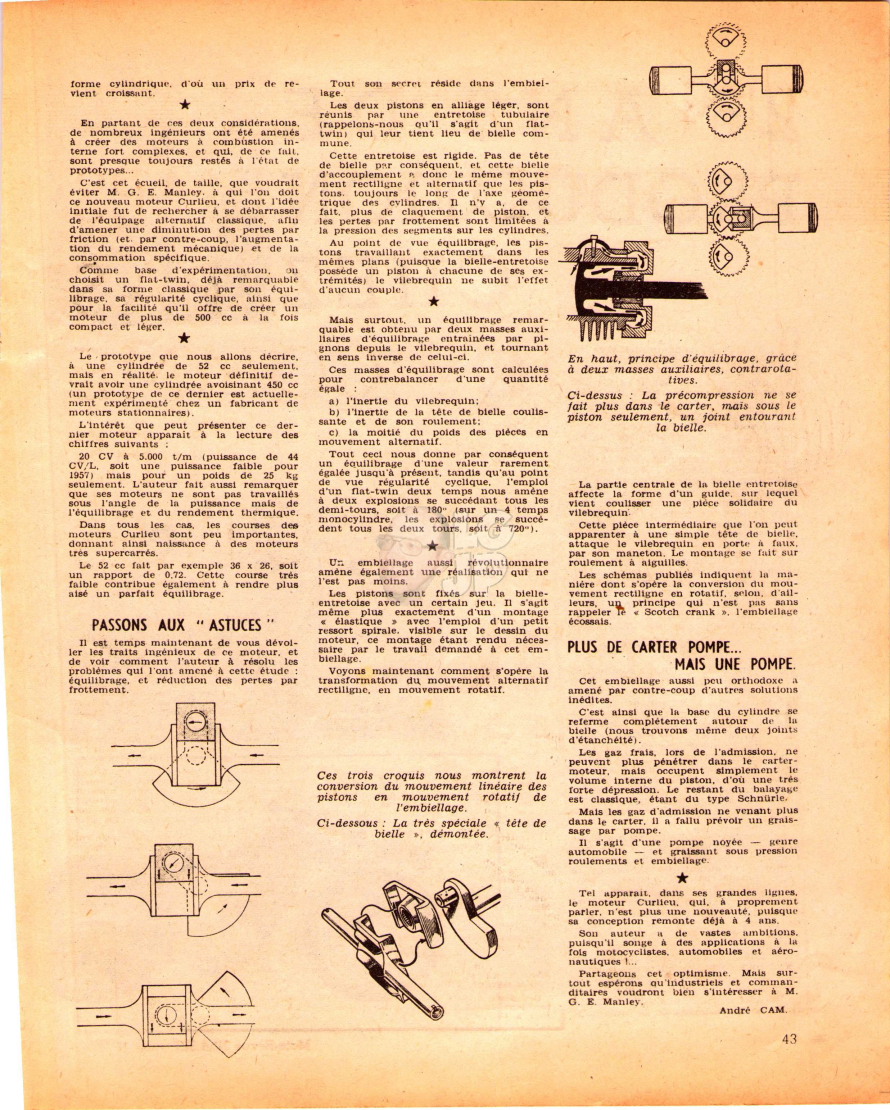 forme cylindrique, d'où un prix de re-
vient croissant.
★
En partant de ces deux considérations,
de nombreux ingénieurs ont été amenés
à créer des moteurs à combustion in-
terne fort complexes, et qui, de ce fait,
sont presque toujours restés à l'état de
prototypes...
C'est cet écueil, de taille, que voudrait
éviter M. G. E. Manley, à qui l'on doit
ce nouveau moteur Curlieu, et dont l'idée
initiale fut de rechercher à se débarrasser
de l'équipage alternatif classique, afin
d'amener une diminution des pertes par
friction (et, par contre-coup, l'augmenta-
tion du rendement mécanique) et de la
consommation spécifique.
Comme base d'expérimentation, on
choisit un flat-twin, déjà remarquable
dans sa forme classique par son équi-
librage, sa régularité cyclique, ainsi que
pour la facilité qu'il offre de créer un
moteur de plus de 500 cc à la fois
compact et léger.
★
Le prototype que nous allons décrire,
à une cylindrée de 52 cc seulement,
mais en réalité, le moteur définitif de-
vrait avoir une cylindrée avoisinant 450 cc
(un prototype de ce dernier est actuelle-
ment expérimenté chez un fabricant de
moteurs stationnaires).
L'intérêt que peut présenter ce der-
nier moteur apparaît à la lecture des
chiffres suivants :
20 CV à 5.000 t/m (puissance de 44
CV/L, soit une puissance faible pour
1957) mais pour un poids de 25 kg
seulement. L'auteur fait aussi remarquer
que ses moteurs ne sont pas travaillés
sous l'angle de la puissance mais de
l'équilibrage et du rendement thermique.
Dans tous les cas, les courses des
moteurs Curlieu sont peu importantes,
donnant ainsi naissance à des moteurs
très supercarrés.
Le 52 cc fait par exemple 36 x 26, soit
un rapport de 0,72. Cette course très
faible contribue également à rendre plus
aisé un parfait équilibrage.
PASSONS AUX " ASTUCES "
Il est temps maintenant de vous dévoi-
ler les traits ingénieux de ce moteur, et
de voir comment l'auteur à résolu les
problèmes qui l'ont amené à cette étude :
équilibrage, et réduction des pertes par
frottement.
Tout son secret réside dans l'embiel-
lage.
Les deux pistons en alliage léger, sont
réunis par une entretoise tubulaire
(rappelons-nous qu'il s'agit d'un flat-
twin) qui leur tient lieu de bielle com-
mune.
Cette entretoise est rigide. Pas de tête
de bielle par conséquent, et cette bielle
d'accouplement a donc le même mouve-
ment rectiligne et alternatif que les pis-
tons, toujours le long de l'axe géomé-
trique des cylindres. Il n'y a, de ce
fait, plus de claquement de piston, et
les pertes par frottement sont limitées à
la pression des segments sur les cylindres.
Au point de vue équilibrage, les pis-
tons travaillant exactement dans les
mêmes plans (puisque la bielle-entretoise
possède un piston à chacune de ses ex-
trémités) le vilebrequin ne subit l'effet
d'aucun couple.
★
Mais surtout, un équilibrage remar-
quable est obtenu par deux masses auxi-
liaires d'équilibrage entraînées par pi-
gnons depuis le vilebrequin, et tournant
en sens inverse de celui-ci.
Ces masses d'équilibrage sont calculées
pour contrebalancer d'une quantité
égale :
a) l'inertie du vilebrequin;
b) l'inertie de la tête de bielle coulis-
sante et de son roulement;
c) la moitié du poids des pièces en
mouvement alternatif.
Tout ceci nous donne par conséquent
un équilibrage d'une valeur rarement
égalée jusqu'à présent, tandis qu'au point
de vue régularité cyclique, l'emploi
d'un flat-twin deux temps nous amène
à deux explosions se succédant tous les
demi-tours, soit à 180° (sur un 4 temps
monocylindre, les explosions se succè-
dent tous les deux tours, soit à 720°).
★
Un embiellage aussi révolutionnaire
amène également une réalisation qui ne
l'est pas moins.
Les pistons sont fixés sur la bielle-
entretoise avec un certain jeu. Il s'agit
même plus exactement d'un montage
« élastique » avec l'emploi d'un petit
ressort spirale, visible sur le dessin du
moteur, ce montage étant rendu néces-
saire par le travail demandé à cet em-
biellage.
Voyons maintenant comment s'opère la
transformation du mouvement alternatif
rectiligne, en mouvement rotatif.
Ces trois croquis nous montrent la
conversion du mouvement linéaire des
pistons en mouvement rotatif de
l'embiellage.
Ci-dessous : La très spéciale « tête de
bielle », démontée.
En haut, principe d'équilibrage, grâce
à deux masses auxiliaires, contrarota-
tives.
Ci-dessus : La précompression ne se
fait plus dans le carter, mais sous le
piston seulement, un joint entourant
la bielle.
La partie centrale de la bielle entretoise
affecte la forme d'un guide, sur lequel
vient coulisser une pièce solidaire du
vilebrequin.
Cette pièce intermédiaire que l'on peut
apparenter à une simple tête de bielle,
attaque le vilebrequin en porte à faux,
par son maneton. Le montage se fait sur
roulement à aiguilles.
Les schémas publiés indiquent la ma-
nière dont s'opère la conversion du mou-
vement rectiligne en rotatif, selon, d'ail-
leurs, un principe qui n'est pas sans
rappeler le « Scotch crank », l'embiellage
écossais.
PLUS DE CARTER POMPE...
MAIS UNE POMPE.
Cet embiellage aussi peu orthodoxe a
amené par contre-coup d'autres solutions
inédites.
C'est ainsi que la base du cylindre se
referme complètement autour de la
bielle (nous trouvons même deux joints
d'étanchéité).
Les gaz frais, lors de l'admission, ne
peuvent plus pénétrer dans le carter-
moteur, mais occupent simplement le
volume interne du piston, d'où une très
forte dépression. Le restant du balayage
est classique, étant du type Schnürle.
Mais les gaz d'admission ne venant plus
dans le carter, il a fallu prévoir un grais-
sage par pompe.
Il s'agit d'une pompe noyée — genre
automobile — et graissant sous pression
roulements et embiellage.
★
Tel apparait, dans ses grandes lignes,
le moteur Curlieu, qui, à proprement
parler, n'est plus une nouveauté, puisque
sa conception remonte déjà à 4 ans.
Son auteur a de vastes ambitions,
puisqu'il songe à des applications à la
fois motocyclistes, automobiles et aéro-
nautiques !...
Partageons cet optimisme. Mais sur-
tout espérons qu'industriels et comman-
ditaires voudront bien s'intéresser à M.
G. E. Manley.
André CAM.
43